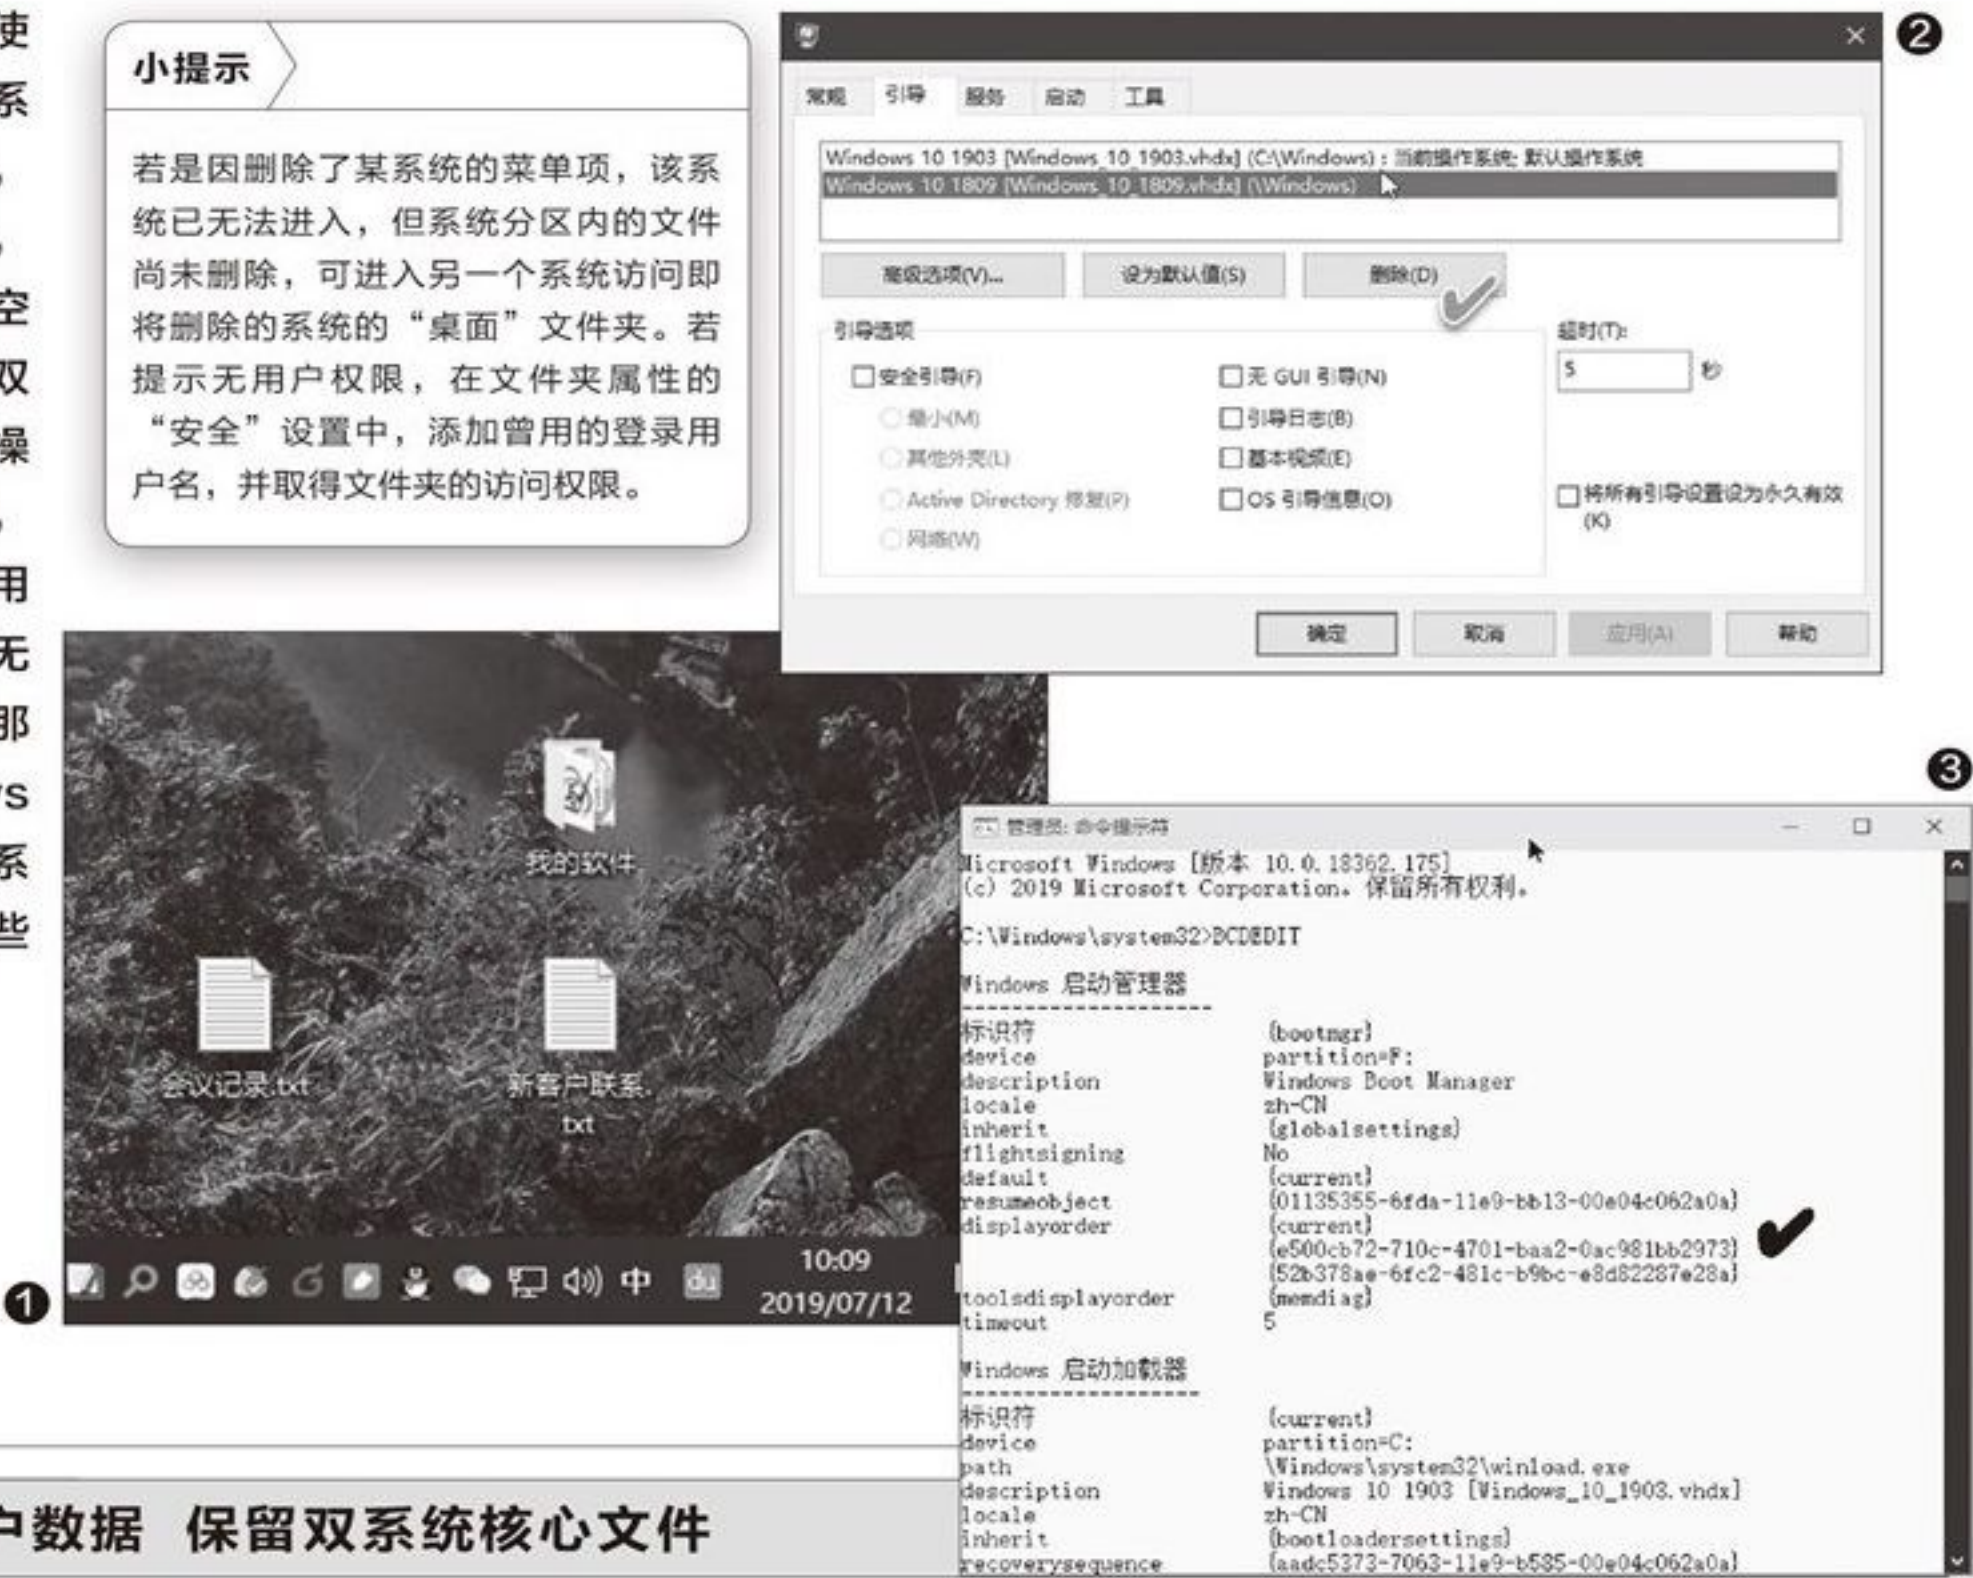 使
系
，
，
空
双
操
，
用
无
那
系
些
小提示
若是因删除了某系统的菜单项，该系
统已无法进入，但系统分区内的文件
尚未删除，可进入另一个系统访问即
将删除的系统的“桌面”文件夹。若
提示无用户权限，在文件夹属性的
“安全”设置中，添加曾用的登录用
户名，并取得文件夹的访问权限。
❷
常规 引导 服务 启动 工具
Windows 10 1903 [Windows_10_1903.vhdx] (C:\Windows) : 当前操作系统; 默认操作系统
Windows 10 1809 [Windows_10_1809.vhdx] (\Windows)
高级选项(V)... 设为默认值(S) 删除(D)
引导选项 超时(T):
安全引导(F) 无 GUI 引导(N) 5 秒
最小(M) 引导日志(B)
其他外壳(L) 基本视频(E)
Active Directory 修复(P) OS 引导信息(O) 将所有引导设置设为永久有效
(K)
网络(W)
确定 取消 应用(A) 帮助
我的软件
会议记录.txt 新客户联系.
txt
中 du 10:09
2019/07/12
❶
❸
管理员: 命令提示符
Microsoft Windows [版本 10.0.18362.175]
(c) 2019 Microsoft Corporation。保留所有权利。
C:\Windows\system32>BCDEDIT
Windows 启动管理器
--------------------
标识符 {bootmgr}
device partition=F:
description Windows Boot Manager
locale zh-CN
inherit {globalsettings}
flightsigning No
default {current}
resumeobject {01135355-6fda-11e9-bb13-00e04c062a0a}
displayorder {current}
{e500cb72-710c-4701-baa2-0ac981bb2973}
{52b378ae-6fc2-481c-b9bc-e8d82287e28a}
toolsdisplayorder {memdiag}
timeout 5
Windows 启动加载器
-------------------
标识符 {current}
device partition=C:
path \Windows\system32\winload.exe
description Windows 10 1903 [Windows_10_1903.vhdx]
locale zh-CN
inherit {bootloadersettings}
recoverysequence {aadc5373-7063-11e9-b585-00e04c062a0a}
户数据 保留双系统核心文件